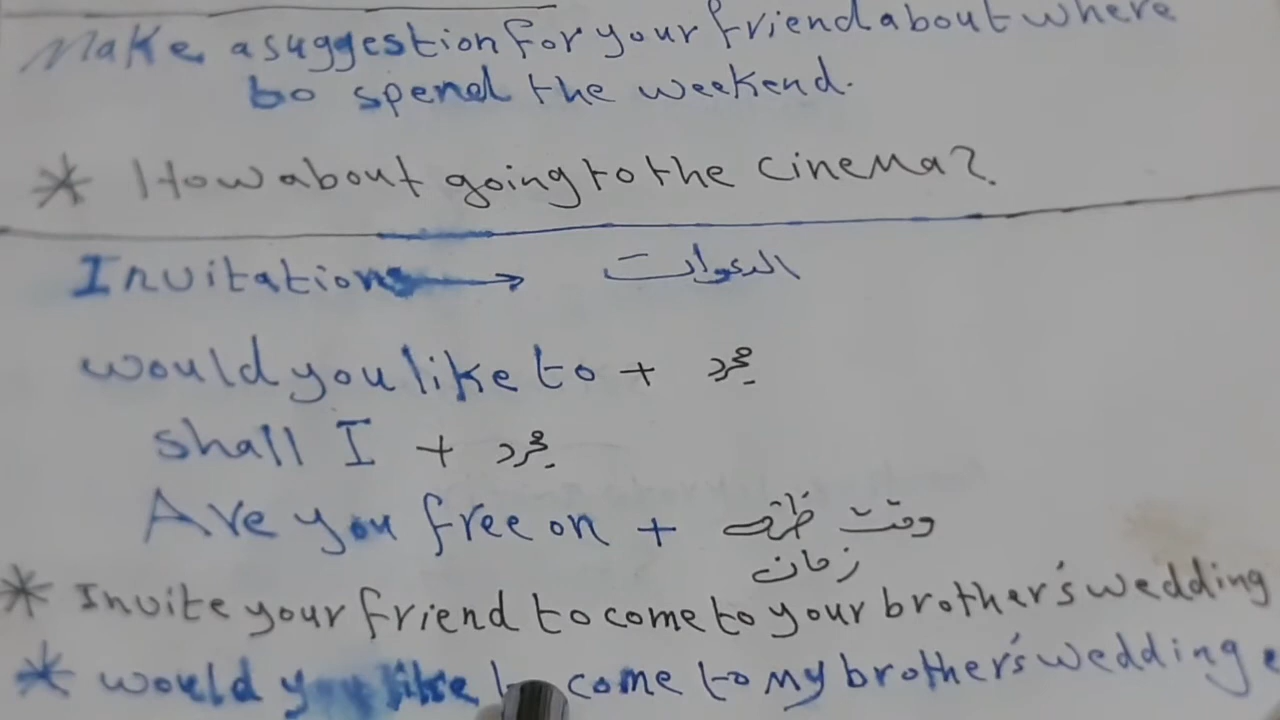 Make a suggestion for your friend about where
to spend the weekend.
* How about going to the cinema?
Invitations → الدعوات
would you like to + مجرد
shall I + مجرد
Are you free on + وقت ظرف
زمان
* Invite your friend to come to your brother's wedding
* would you like to come to my brother's wedding